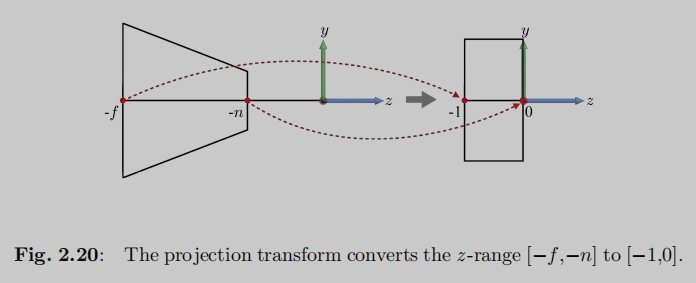 y y
z z
-f -n -1 0
Fig. 2.20: The projection transform converts the z-range [−f,−n] to [−1,0].